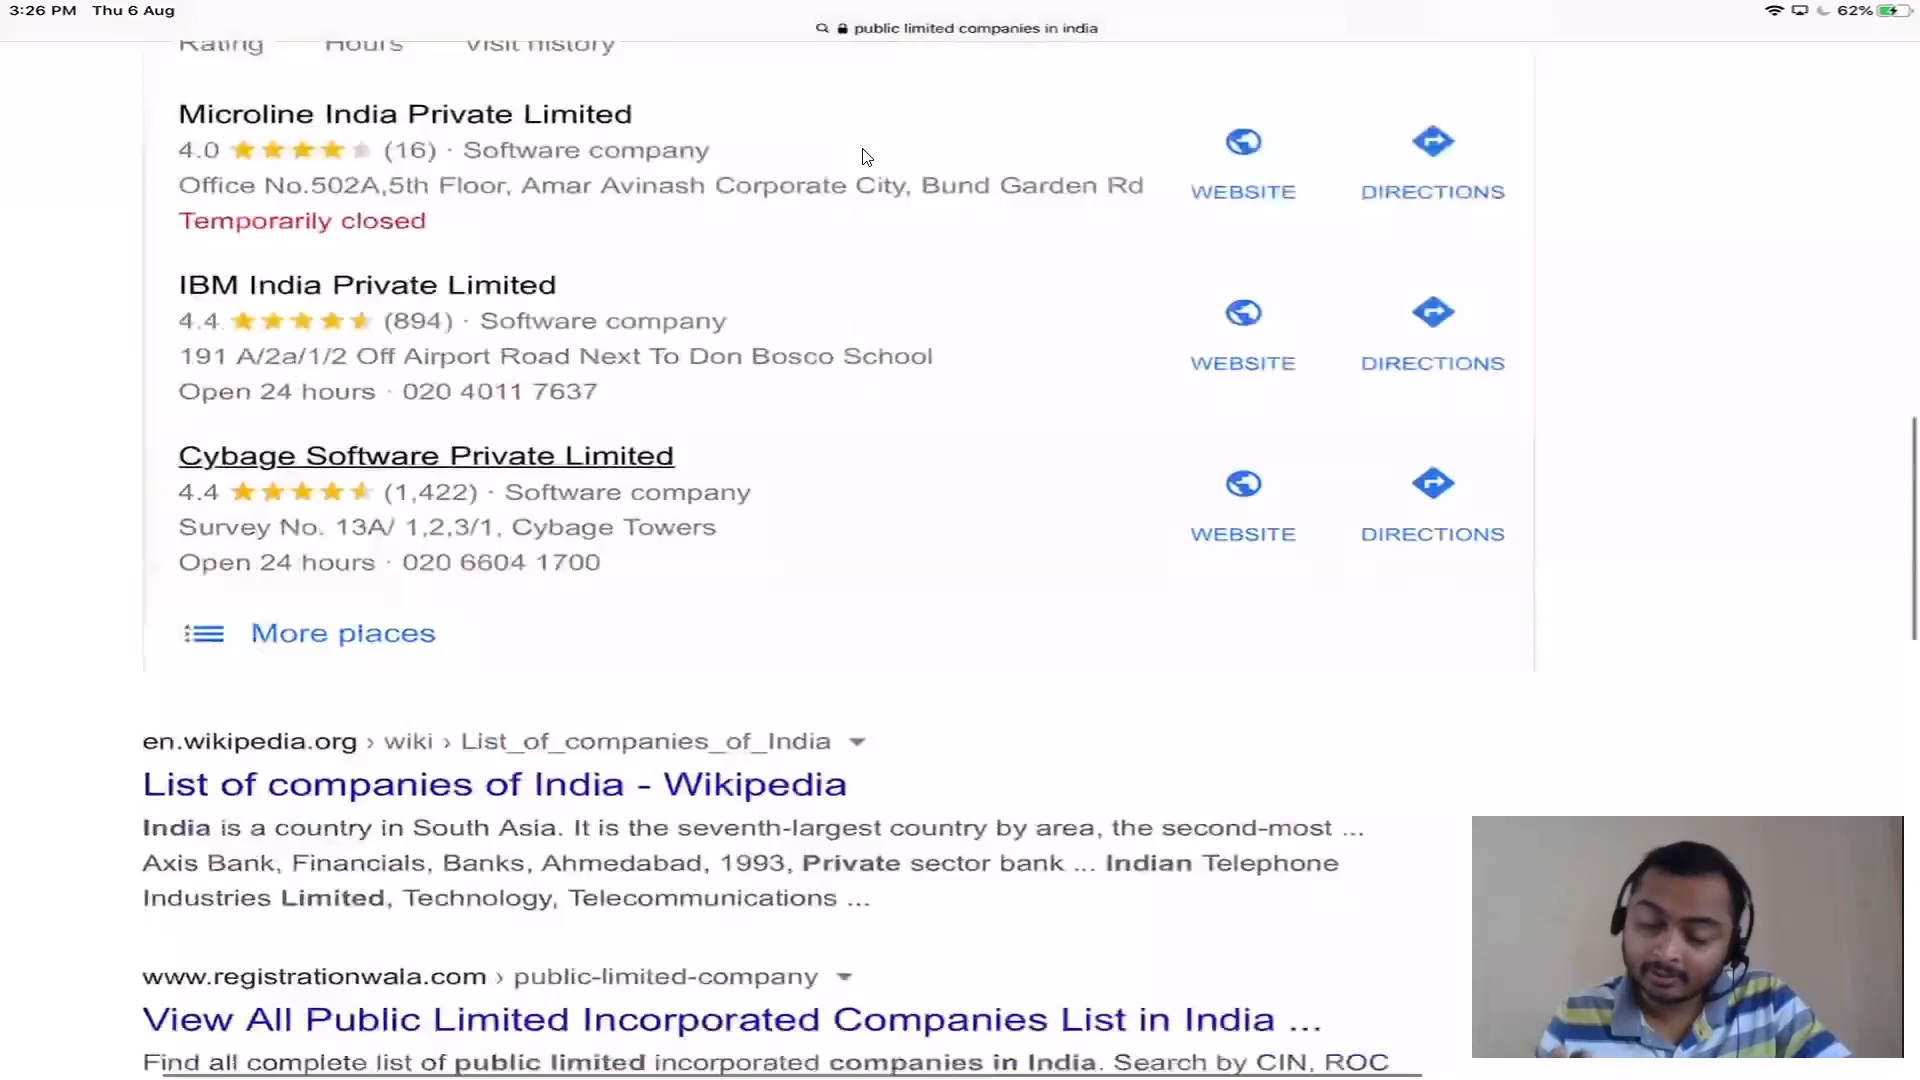 3:26 PM Thu 6 Aug
62%
public limited companies in india
Rating Hours Visit history
Microline India Private Limited
4.0 (16) · Software company
Office No.502A,5th Floor, Amar Avinash Corporate City, Bund Garden Rd
Temporarily closed
WEBSITE DIRECTIONS
IBM India Private Limited
4.4 (894) · Software company
191 A/2a/1/2 Off Airport Road Next To Don Bosco School
Open 24 hours · 020 4011 7637
WEBSITE DIRECTIONS
Cybage Software Private Limited
4.4 (1,422) · Software company
Survey No. 13A/ 1,2,3/1, Cybage Towers
Open 24 hours · 020 6604 1700
WEBSITE DIRECTIONS
More places
en.wikipedia.org › wiki › List_of_companies_of_India
List of companies of India - Wikipedia
India is a country in South Asia. It is the seventh-largest country by area, the second-most ...
Axis Bank, Financials, Banks, Ahmedabad, 1993, Private sector bank ... Indian Telephone
Industries Limited, Technology, Telecommunications ...
www.registrationwala.com › public-limited-company
View All Public Limited Incorporated Companies List in India ...
Find all complete list of public limited incorporated companies in India. Search by CIN, ROC